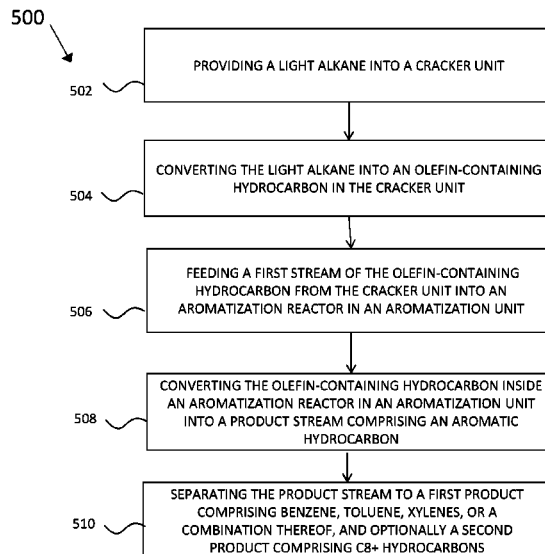 500
PROVIDING A LIGHT ALKANE INTO A CRACKER UNIT
502
CONVERTING THE LIGHT ALKANE INTO AN OLEFIN-CONTAINING
HYDROCARBON IN THE CRACKER UNIT
504
FEEDING A FIRST STREAM OF THE OLEFIN-CONTAINING
HYDROCARBON FROM THE CRACKER UNIT INTO AN
AROMATIZATION REACTOR IN AN AROMATIZATION UNIT
506
CONVERTING THE OLEFIN-CONTAINING HYDROCARBON INSIDE
AN AROMATIZATION REACTOR IN AN AROMATIZATION UNIT
INTO A PRODUCT STREAM COMPRISING AN AROMATIC
HYDROCARBON
508
SEPARATING THE PRODUCT STREAM TO A FIRST PRODUCT
COMPRISING BENZENE, TOLUENE, XYLENES, OR A
COMBINATION THEREOF, AND OPTIONALLY A SECOND
PRODUCT COMPRISING C8+ HYDROCARBONS
510